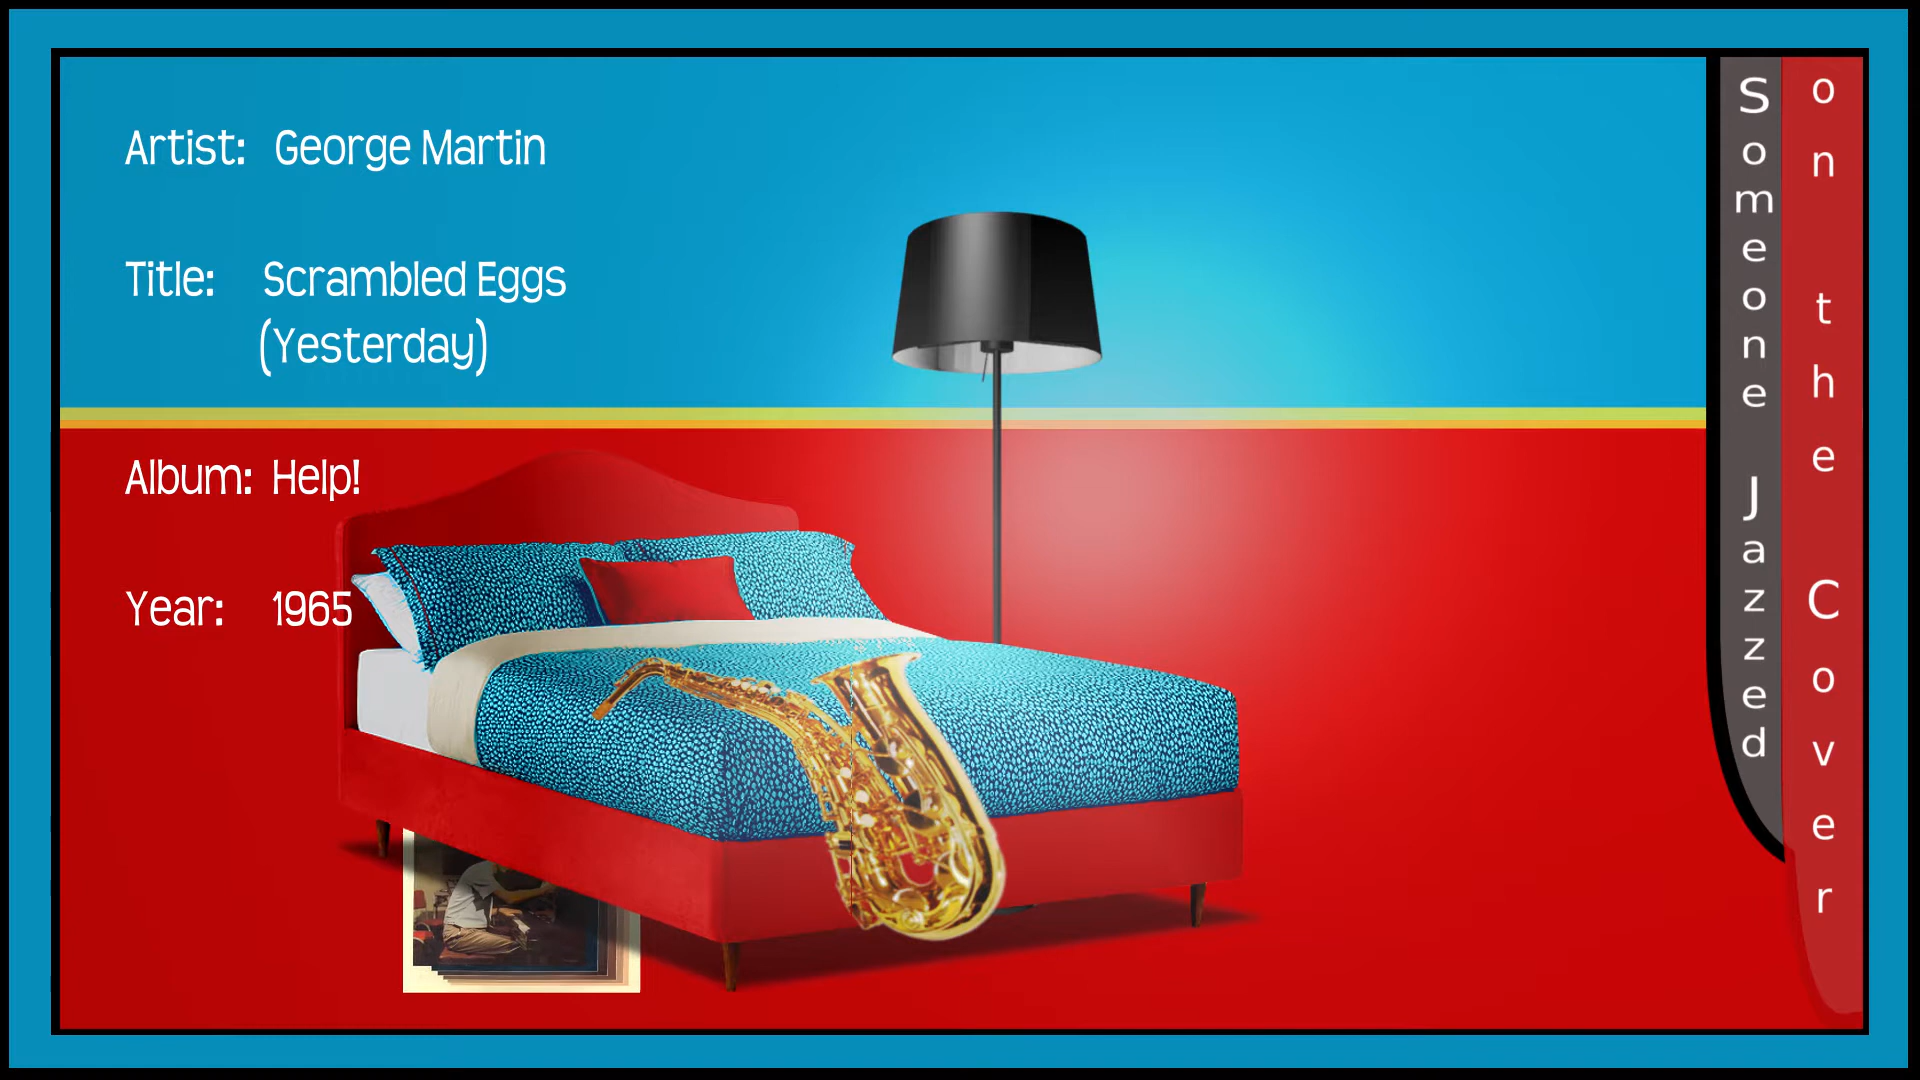 Artist: George Martin
Title: Scrambled Eggs
(Yesterday)
Album: Help!
Year: 1965
Someone Jazzed
on the Cover